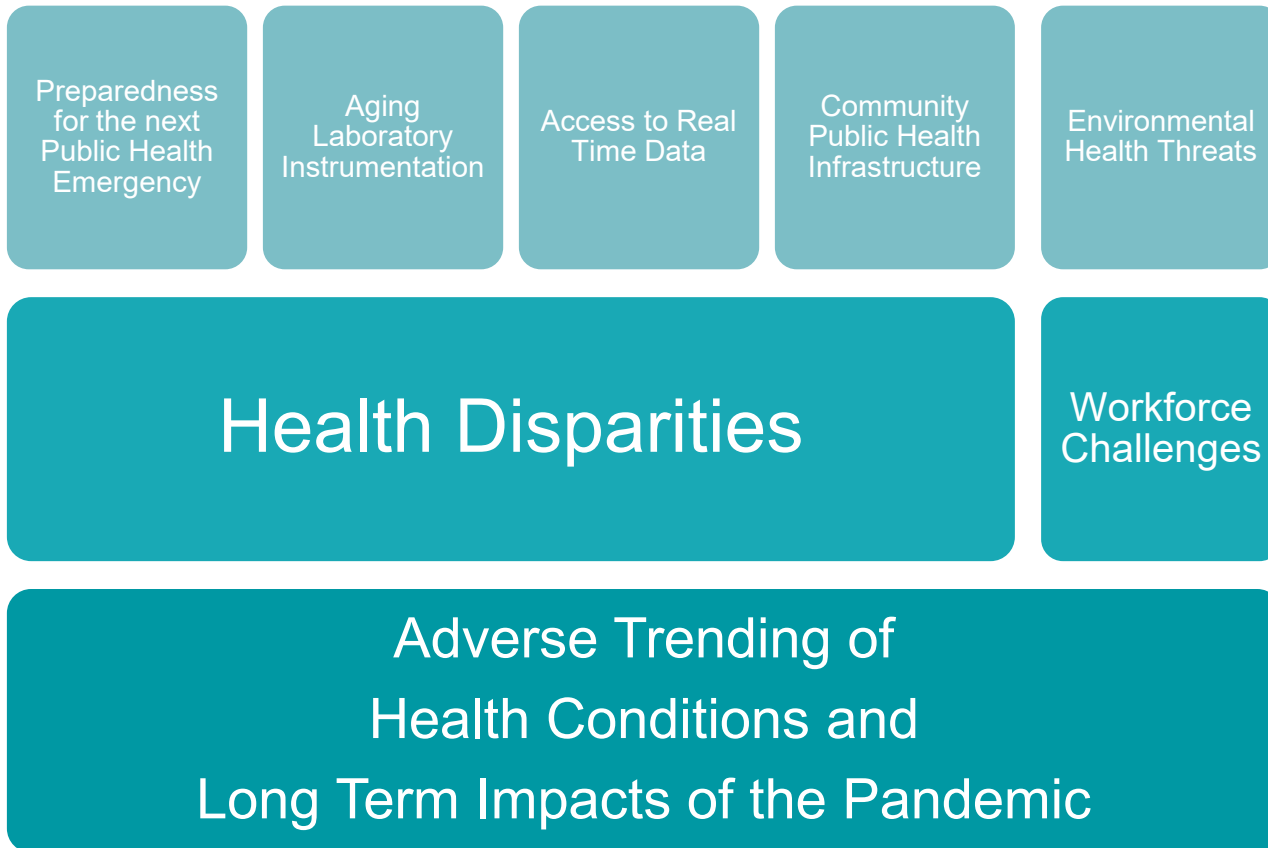 Preparedness
for the next
Public Health
Emergency
Aging
Laboratory
Instrumentation
Access to Real
Time Data
Community
Public Health
Infrastructure
Environmental
Health Threats
Health Disparities
Workforce
Challenges
Adverse Trending of
Health Conditions and
Long Term Impacts of the Pandemic